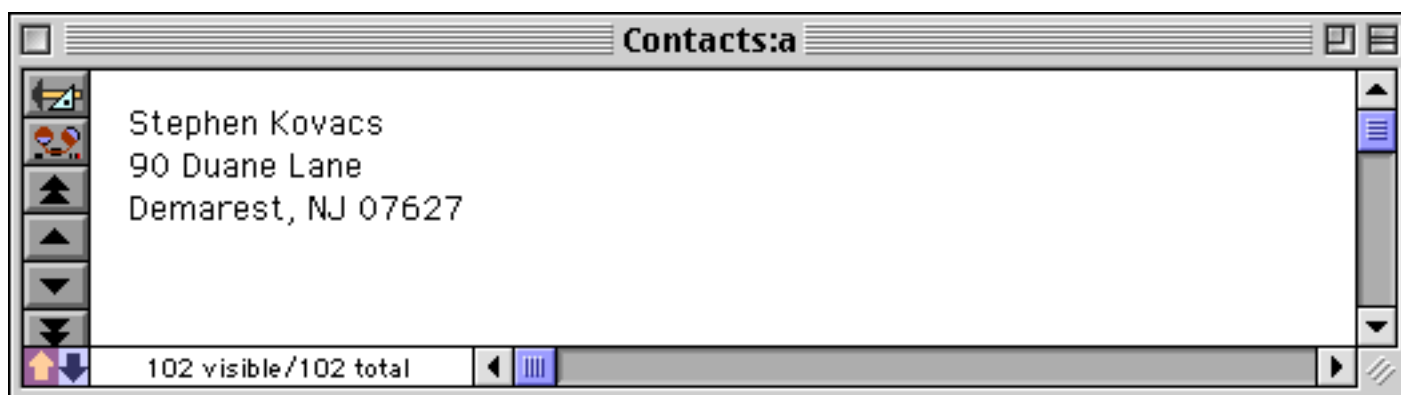 Contacts:a
Stephen Kovacs
90 Duane Lane
Demarest, NJ 07627
102 visible/102 total